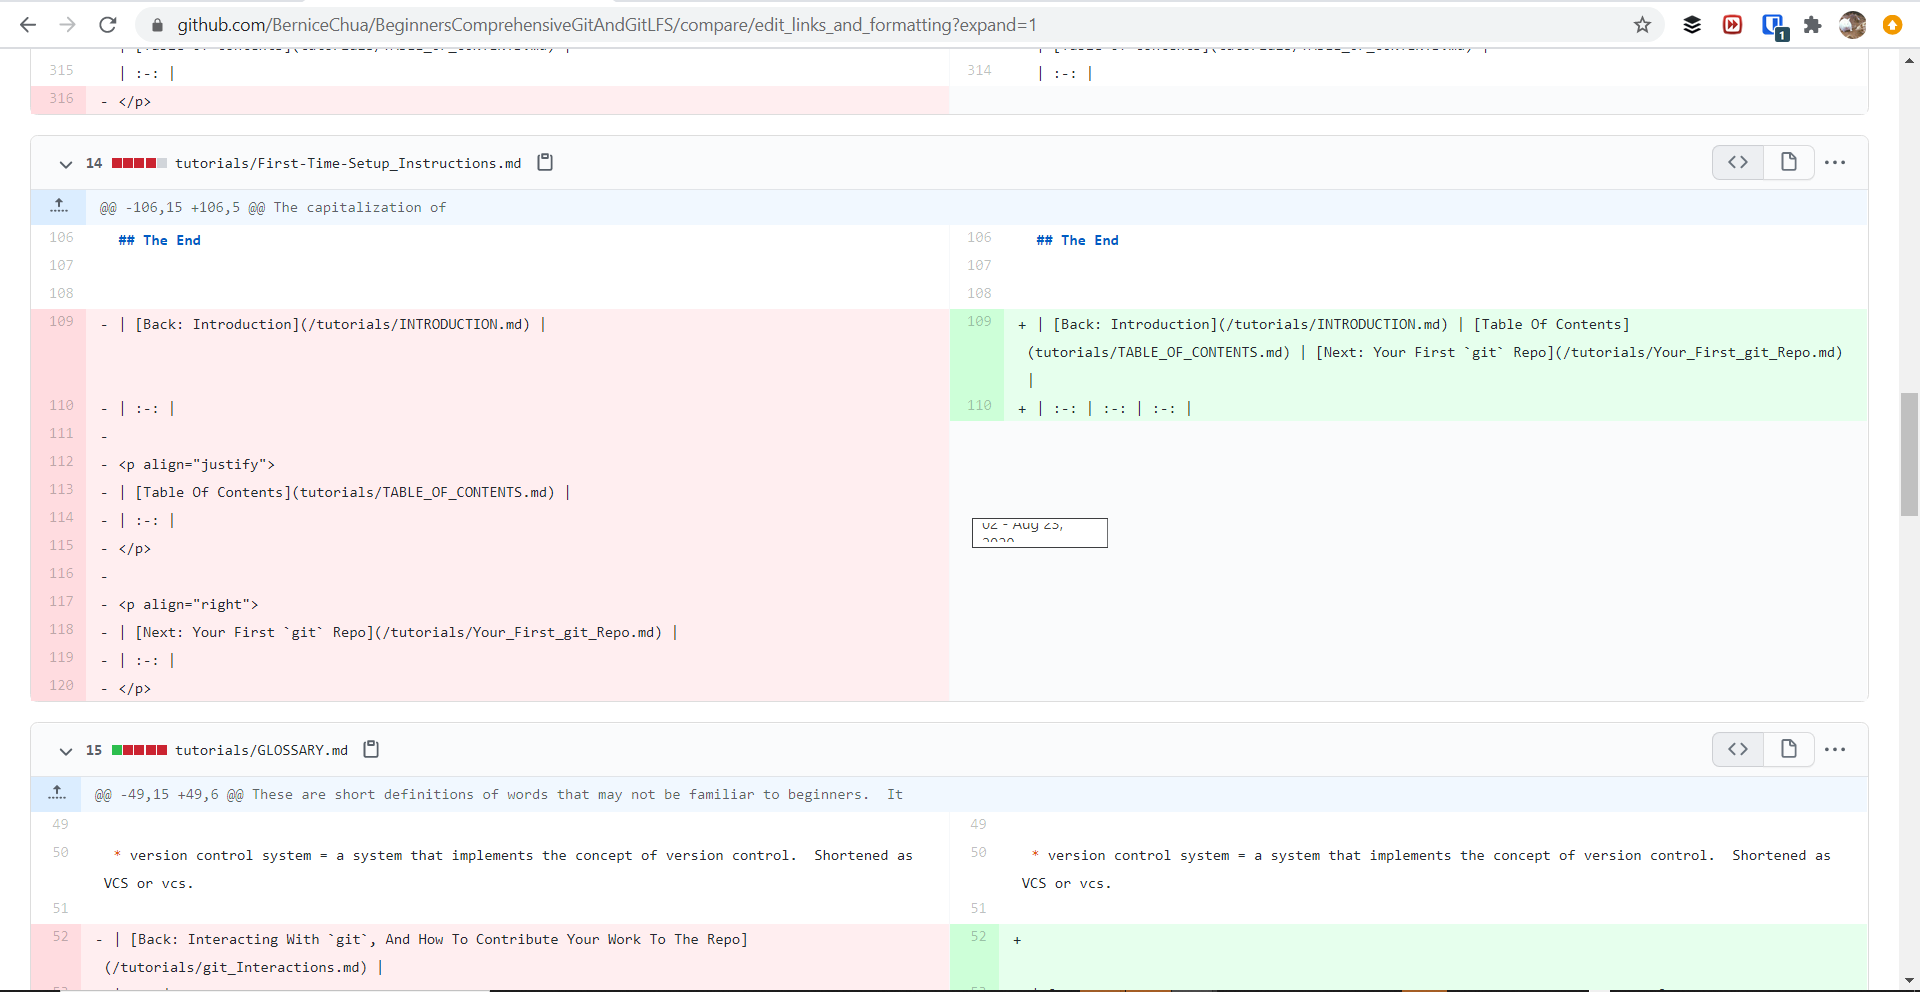 github.com/BerniceChua/BeginnersComprehensiveGitAndGitLFS/compare/edit_links_and_formatting?expand=1
1
315 | :-: | 314 | :-: |
316 - </p>
14 tutorials/First-Time-Setup_Instructions.md
@@ -106,15 +106,5 @@ The capitalization of
106 ## The End 106 ## The End
107 107
108 108
109 - | [Back: Introduction](/tutorials/INTRODUCTION.md) | 109 + | [Back: Introduction](/tutorials/INTRODUCTION.md) | [Table Of Contents]
(tutorials/TABLE_OF_CONTENTS.md) | [Next: Your First `git` Repo](/tutorials/Your_First_git_Repo.md)
|
110 - | :-: | 110 + | :-: | :-: | :-: |
111 -
112 - <p align="justify">
113 - | [Table Of Contents](tutorials/TABLE_OF_CONTENTS.md) |
114 - | :-: |
115 - </p>
116 -
117 - <p align="right">
118 - | [Next: Your First `git` Repo](/tutorials/Your_First_git_Repo.md) |
119 - | :-: |
120 - </p>
15 tutorials/GLOSSARY.md
@@ -49,15 +49,6 @@ These are short definitions of words that may not be familiar to beginners.  It
49 49
50 * version control system = a system that implements the concept of version control.  Shortened as 50 * version control system = a system that implements the concept of version control.  Shortened as
VCS or vcs. VCS or vcs.
51 51
52 - | [Back: Interacting With `git`, And How To Contribute Your Work To The Repo] 52 +
(/tutorials/git_Interactions.md) |